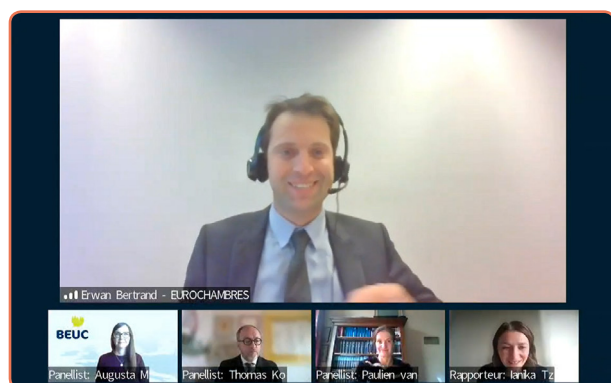 Erwan Bertrand - EUROCHAMBRES
BEUC
Panellist: Augusta M
Panellist: Thomas Ko
Panellist: Paulien van
Rapporteur: Ianika Tz